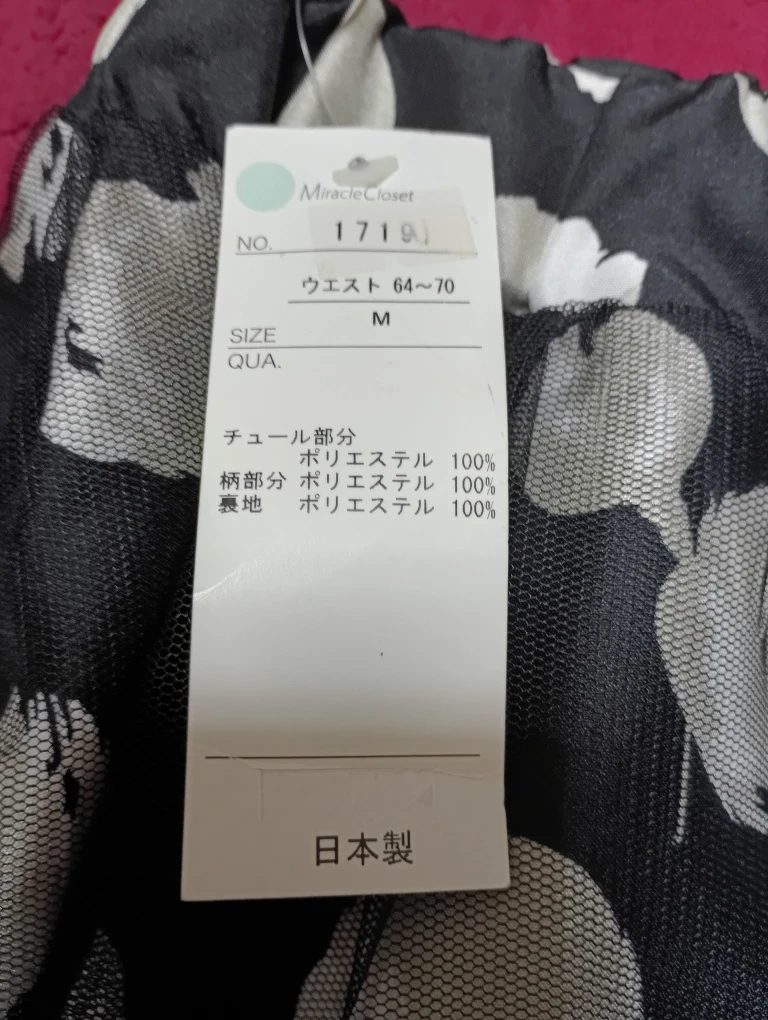 MiracleCloset
NO. 1719
ウエスト 64～70
M
SIZE
QUA.
チュール部分
ポリエステル 100%
柄部分 ポリエステル 100%
裏地 ポリエステル 100%
日本製